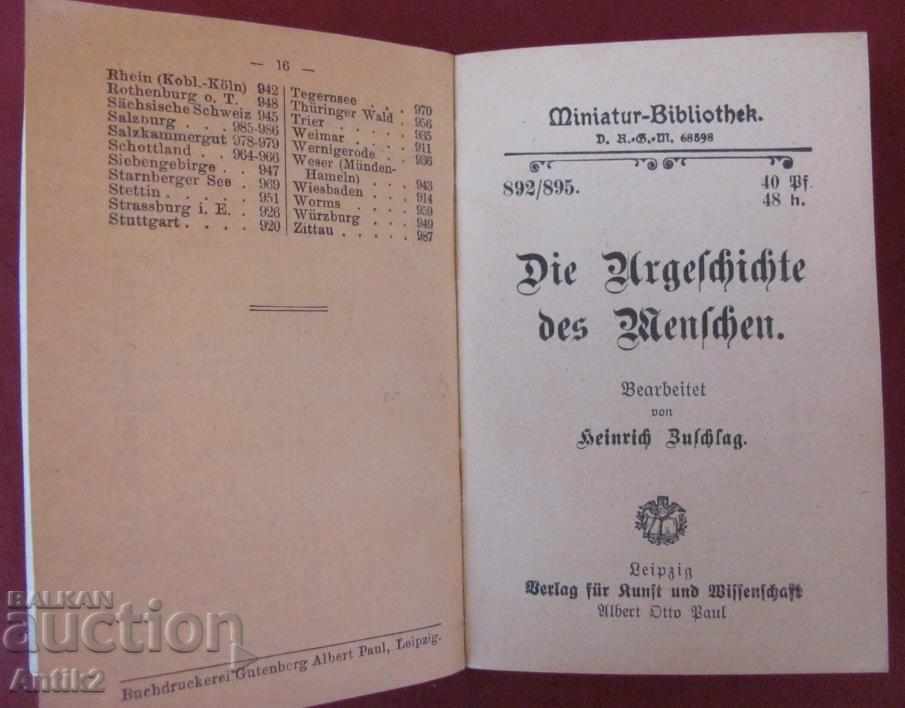 — 16 —
Rhein (Kobl.-Köln) 942
Rothenburg o. T. 948
Sächsische Schweiz 945
Salzburg . . . 985-986
Salzkammergut 978-979
Schottland . . 964-966
Siebengebirge . . 947
Starnberger See . 969
Stettin . . . . . 951
Strassburg i. E. . 926
Stuttgart . . . . 920
Tegernsee . . . 970
Thüringer Wald . 956
Trier . . . . . 935
Weimar . . . . 911
Wernigerode . . 936
Weser (Münden-
Hameln) . . . 943
Wiesbaden . . . 914
Worms . . . . 959
Würzburg . . . 949
Zittau . . . . . 987
Buchdruckerei Gutenberg Albert Paul, Leipzig.
Miniatur-Bibliothek.
D. R.-G.-M. 68598
892/895. 40 Pf.
48 h.
Die Urgeschichte
des Menschen.
Bearbeitet
von
Heinrich Zuschlag.
Leipzig
Verlag für Kunst und Wissenschaft
Albert Otto Paul
BALKAN
auction
Antik2